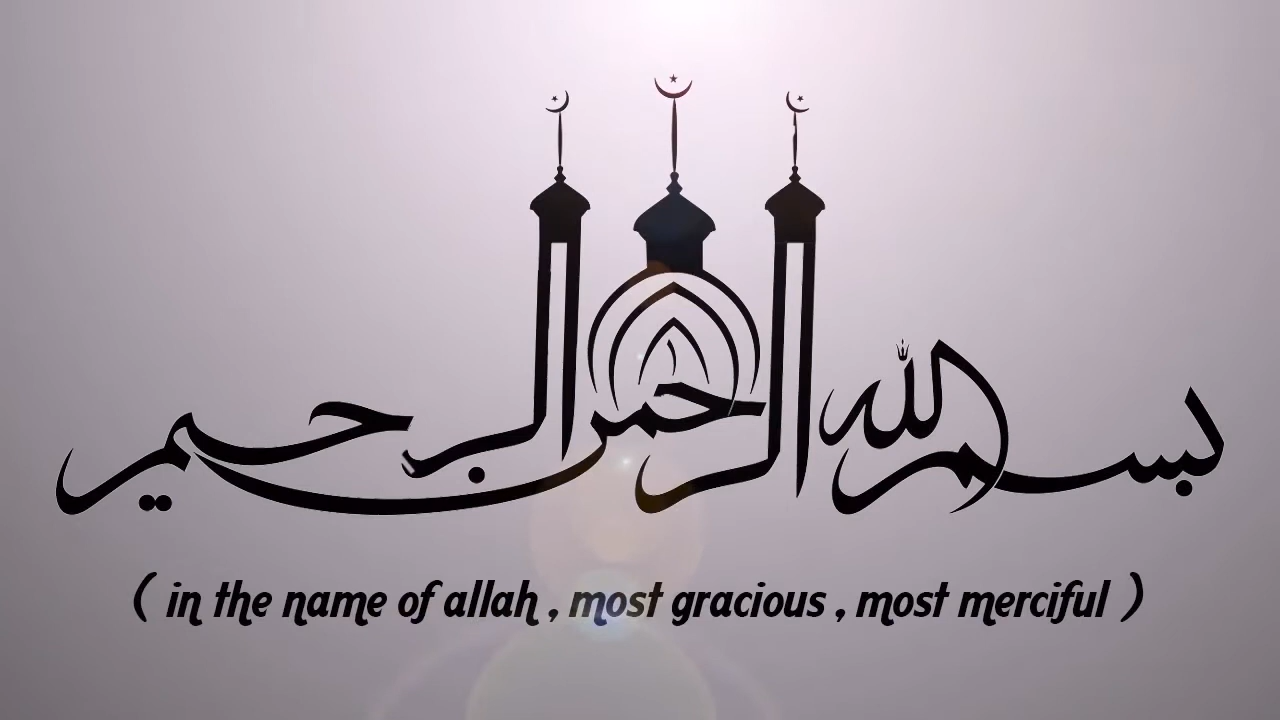 بسم الله الرحمن الرحيم
( in the name of allah , most gracious , most merciful )